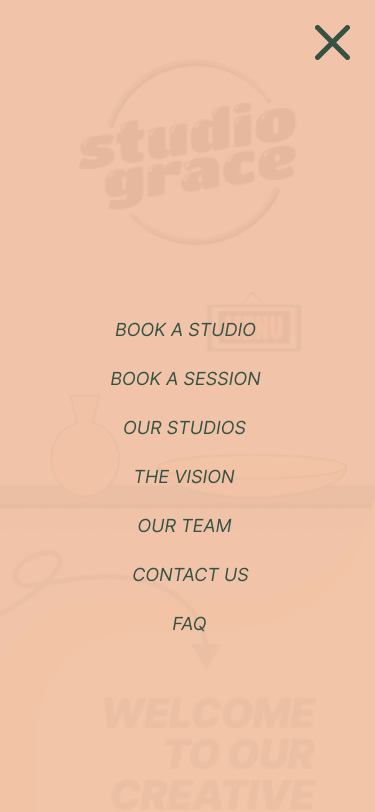 studio
grace
MENU
BOOK A STUDIO
BOOK A SESSION
OUR STUDIOS
THE VISION
OUR TEAM
CONTACT US
FAQ
WELCOME
TO OUR
CREATIVE